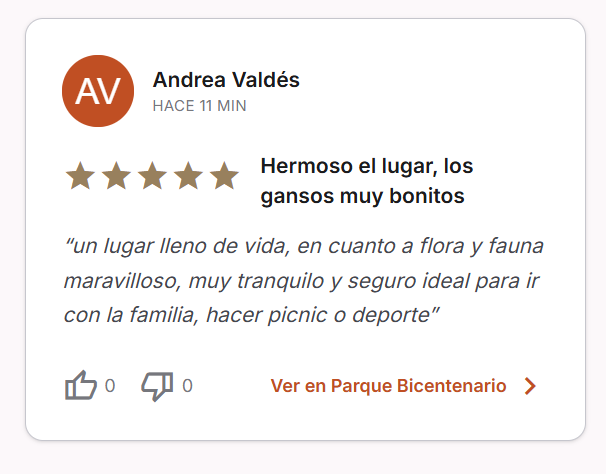 AV
Andrea Valdés
HACE 11 MIN
Hermoso el lugar, los
gansos muy bonitos
“un lugar lleno de vida, en cuanto a flora y fauna
maravilloso, muy tranquilo y seguro ideal para ir
con la familia, hacer picnic o deporte”
0 0 Ver en Parque Bicentenario